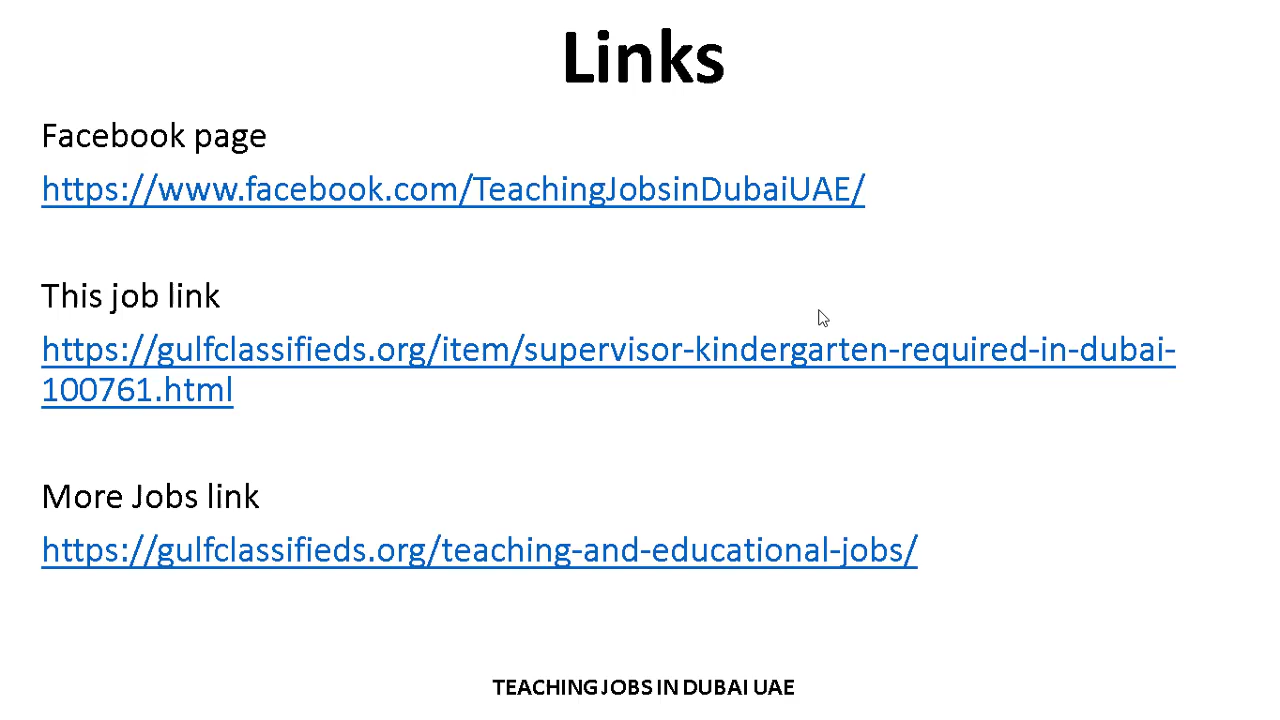 Links
Facebook page
https://www.facebook.com/TeachingJobsinDubaiUAE/
This job link
https://gulfclassifieds.org/item/supervisor-kindergarten-required-in-dubai-
100761.html
More Jobs link
https://gulfclassifieds.org/teaching-and-educational-jobs/
TEACHING JOBS IN DUBAI UAE